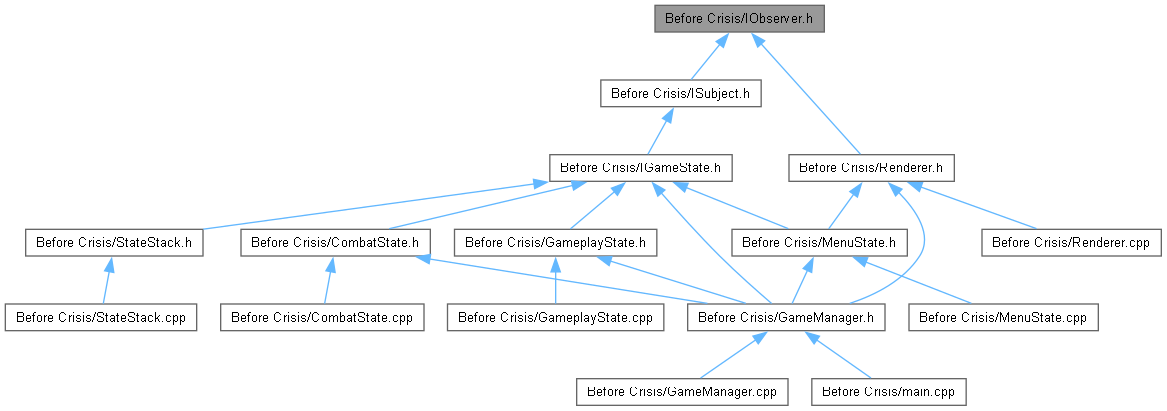 Before Crisis/IObserver.h
Before Crisis/ISubject.h
Before Crisis/IGameState.h
Before Crisis/Renderer.h
Before Crisis/StateStack.h
Before Crisis/CombatState.h
Before Crisis/GameplayState.h
Before Crisis/MenuState.h
Before Crisis/Renderer.cpp
Before Crisis/StateStack.cpp
Before Crisis/CombatState.cpp
Before Crisis/GameplayState.cpp
Before Crisis/GameManager.h
Before Crisis/MenuState.cpp
Before Crisis/GameManager.cpp
Before Crisis/main.cpp